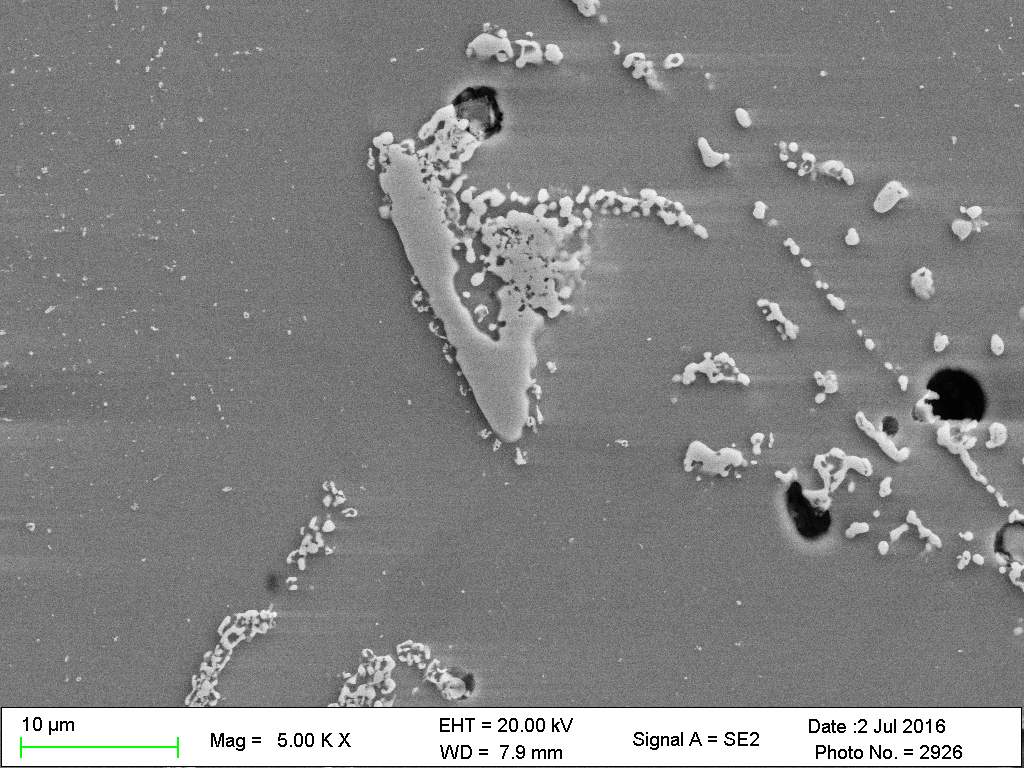 10 µm
Mag = 5.00 K X
EHT = 20.00 kV
WD = 7.9 mm
Signal A = SE2
Date :2 Jul 2016
Photo No. = 2926